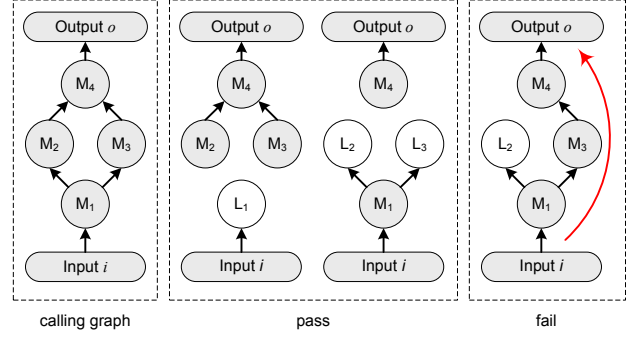 Output o
Output o
Output o
Output o
M4
M4
M4
M4
M2
M3
M2
M3
L2
L3
L2
M3
M1
L1
M1
M1
Input i
Input i
Input i
Input i
calling graph
pass
fail